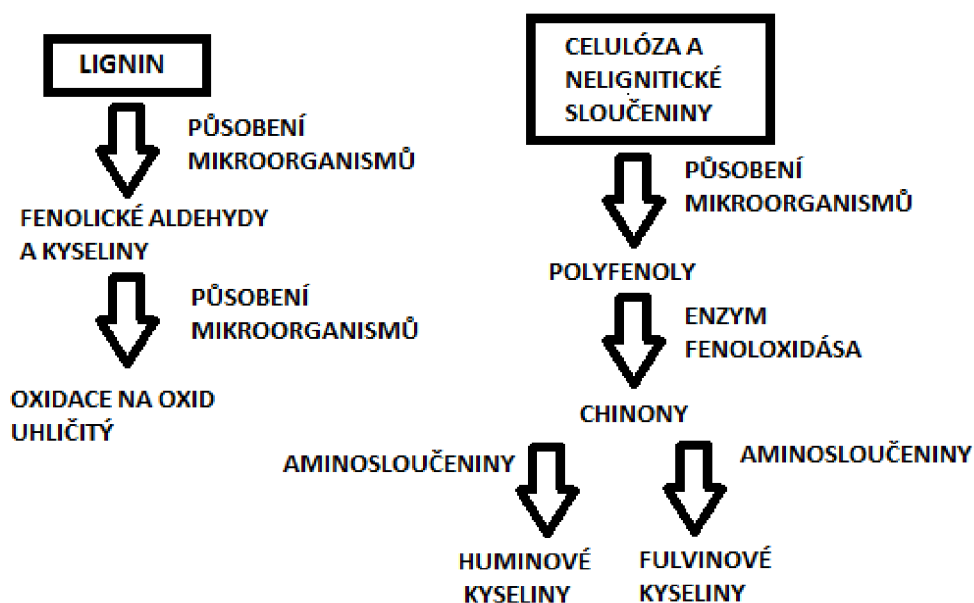 LIGNIN
PŮSOBENÍ
MIKROORGANISMŮ
FENOLICKÉ ALDEHYDY
A KYSELINY
PŮSOBENÍ
MIKROORGANISMŮ
OXIDACE NA OXID
UHLIČITÝ
CELULÓZA A
NELIGNITICKÉ
SLOUČENINY
PŮSOBENÍ
MIKROORGANISMŮ
POLYFENOLY
ENZYM
FENOLOXIDÁSA
CHINONY
AMINOSLOUČENINY
AMINOSLOUČENINY
HUMINOVÉ
KYSELINY
FULVINOVÉ
KYSELINY